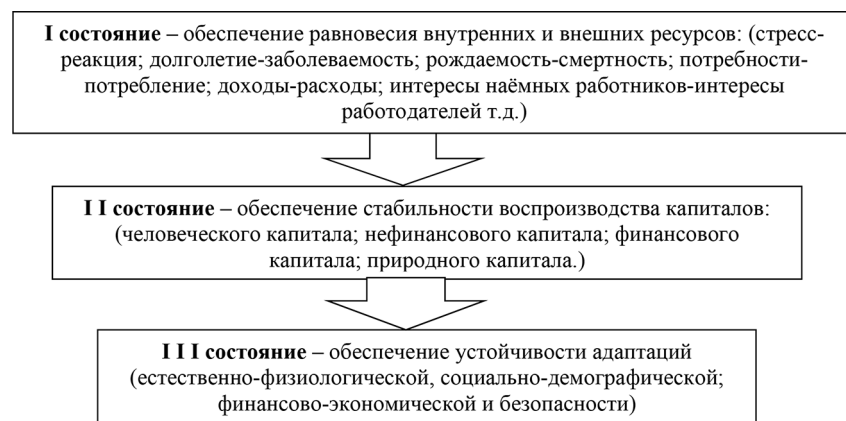 I состояние – обеспечение равновесия внутренних и внешних ресурсов: (стресс-
реакция; долголетие-заболеваемость; рождаемость-смертность; потребности-
потребление; доходы-расходы; интересы наёмных работников-интересы
работодателей т.д.)
I I состояние – обеспечение стабильности воспроизводства капиталов:
(человеческого капитала; нефинансового капитала; финансового
капитала; природного капитала.)
I I I состояние – обеспечение устойчивости адаптаций
(естественно-физиологической, социально-демографической;
финансово-экономической и безопасности)